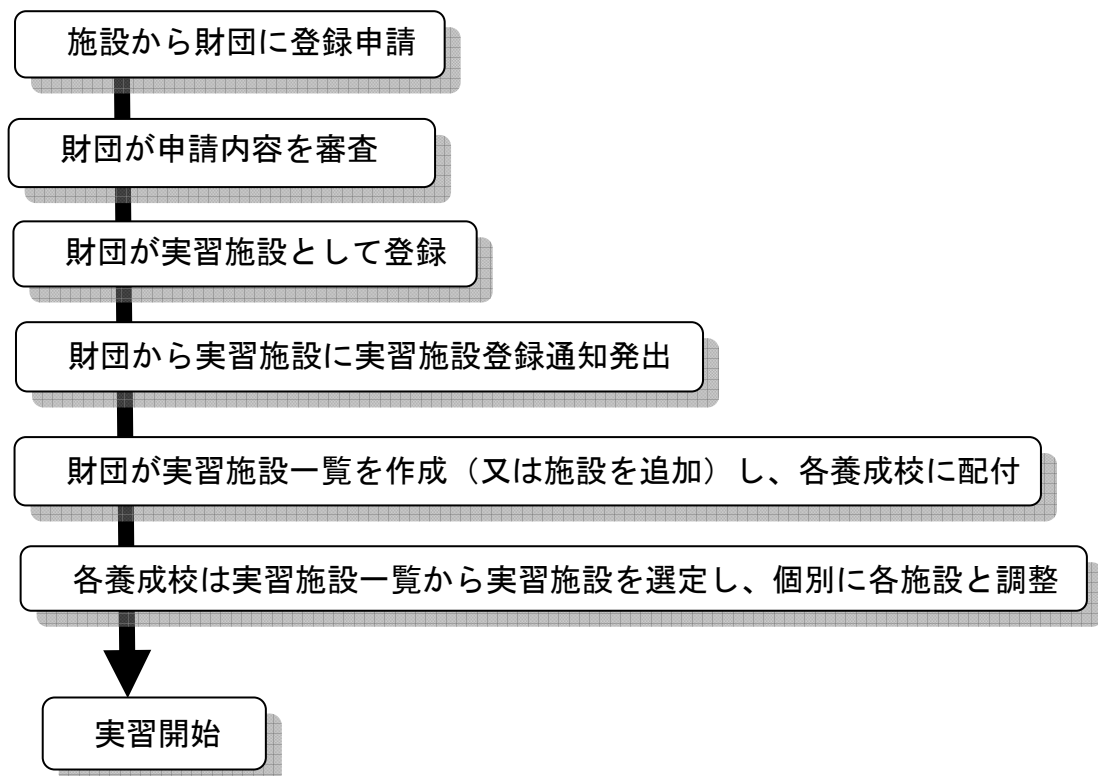 施設から財団に登録申請
財団が申請内容を審査
財団が実習施設として登録
財団から実習施設に実習施設登録通知発出
財団が実習施設一覧を作成（又は施設を追加）し、各養成校に配付
各養成校は実習施設一覧から実習施設を選定し、個別に各施設と調整
実習開始